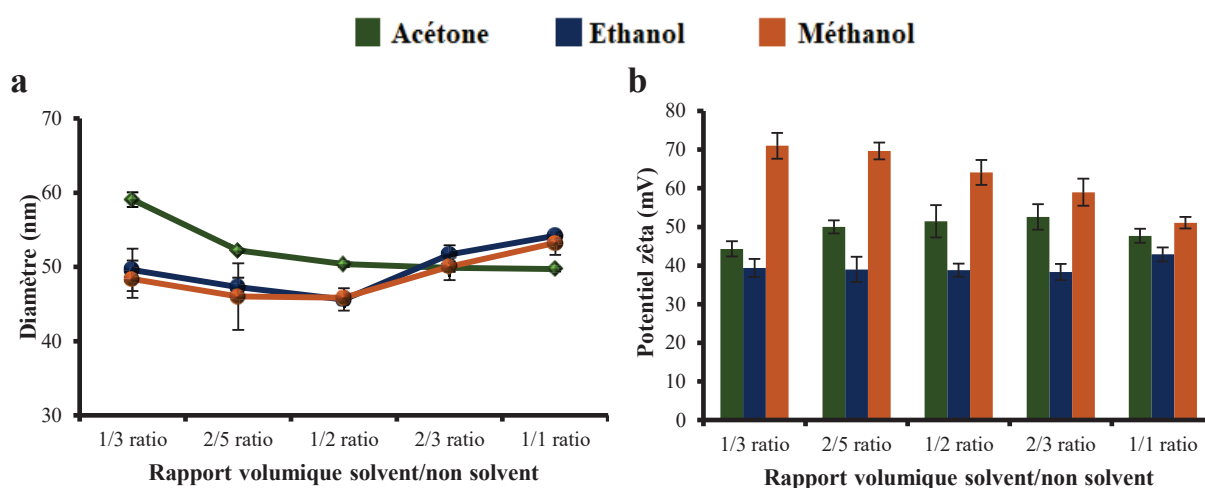 Acétone Ethanol Méthanol
a
Diamètre (nm)
70
60
50
40
30
1/3 ratio 2/5 ratio 1/2 ratio 2/3 ratio 1/1 ratio
Rapport volumique solvent/non solvent
b
Potentiel zêta (mV)
80
70
60
50
40
30
20
10
0
1/3 ratio 2/5 ratio 1/2 ratio 2/3 ratio 1/1 ratio
Rapport volumique solvent/non solvent